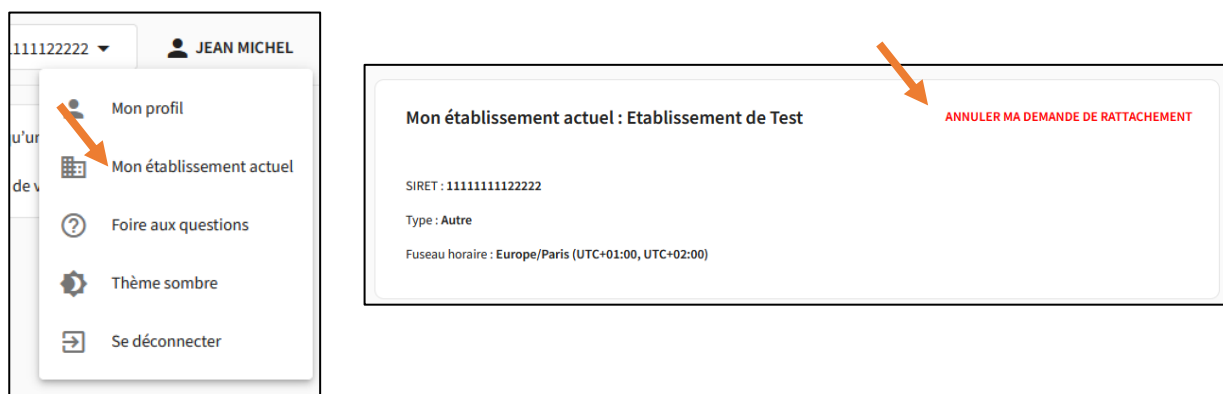 1111122222
JEAN MICHEL
Mon profil
u'ur
Mon établissement actuel
de v
Foire aux questions
Thème sombre
Se déconnecter
Mon établissement actuel : Etablissement de Test
ANNULER MA DEMANDE DE RATTACHEMENT
SIRET : 11111111122222
Type : Autre
Fuseau horaire : Europe/Paris (UTC+01:00, UTC+02:00)